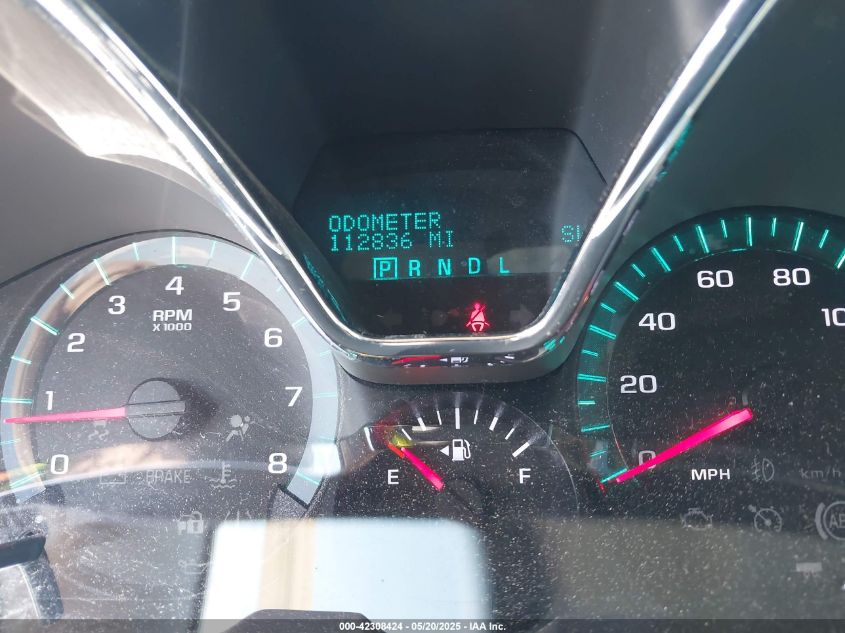 ODOMETER
112836 MI
P R N D L
0 1 2 3 4 5 6 7 8
RPM
X1000
BRAKE
E F
0 20 40 60 80
MPH
km/h
000-42308424 - 05/20/2025 - IAA Inc.